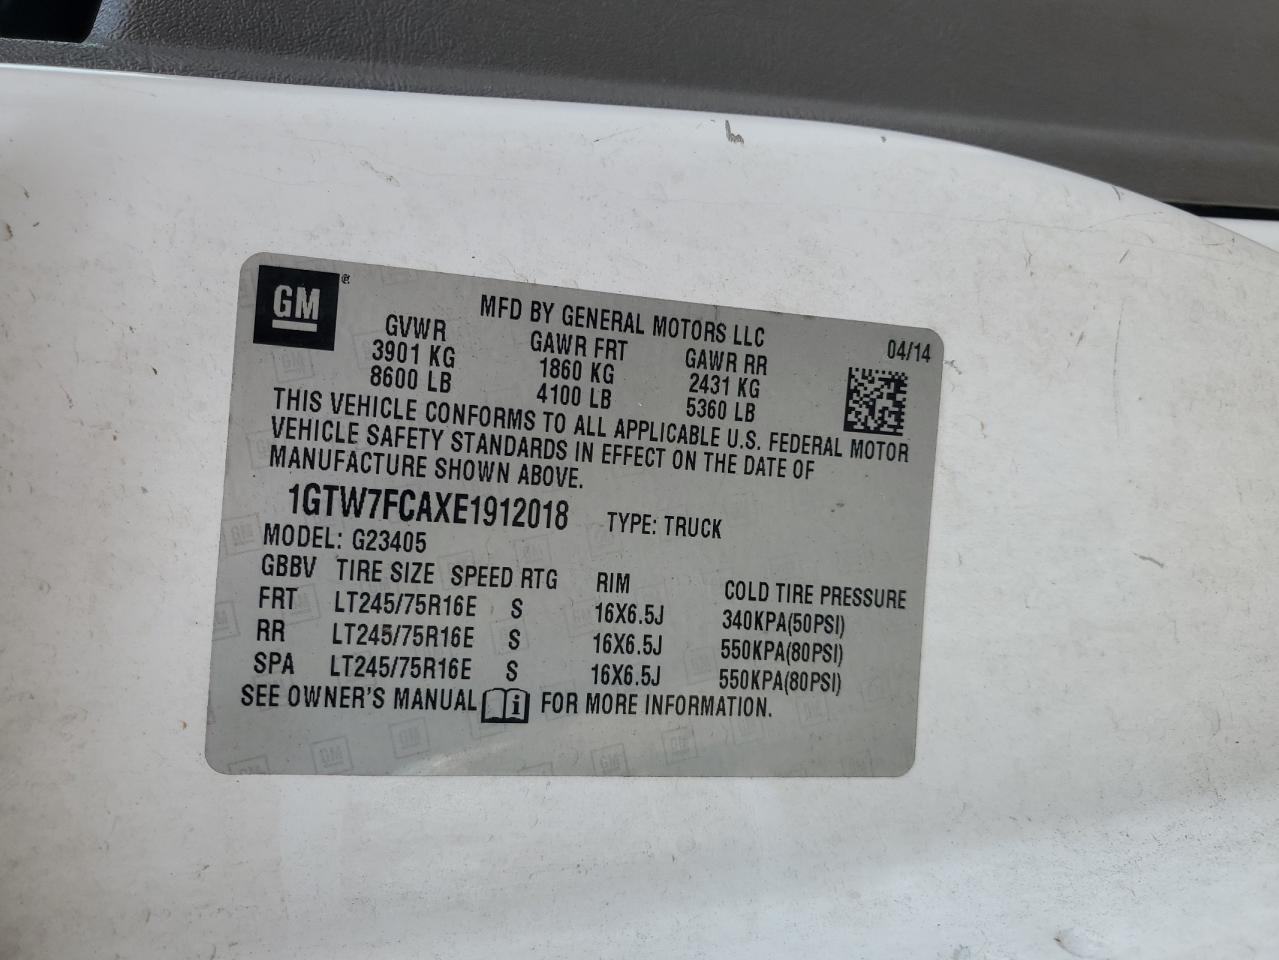 GM
MFD BY GENERAL MOTORS LLC
04/14
GVWR GAWR FRT GAWR RR
3901 KG 1860 KG 2431 KG
8600 LB 4100 LB 5360 LB
THIS VEHICLE CONFORMS TO ALL APPLICABLE U.S. FEDERAL MOTOR
VEHICLE SAFETY STANDARDS IN EFFECT ON THE DATE OF
MANUFACTURE SHOWN ABOVE.
1GTW7FCAXE1912018 TYPE: TRUCK
MODEL: G23405
GBBV TIRE SIZE SPEED RTG RIM COLD TIRE PRESSURE
FRT LT245/75R16E S 16X6.5J 340KPA(50PSI)
RR LT245/75R16E S 16X6.5J 550KPA(80PSI)
SPA LT245/75R16E S 16X6.5J 550KPA(80PSI)
SEE OWNER'S MANUAL i FOR MORE INFORMATION.